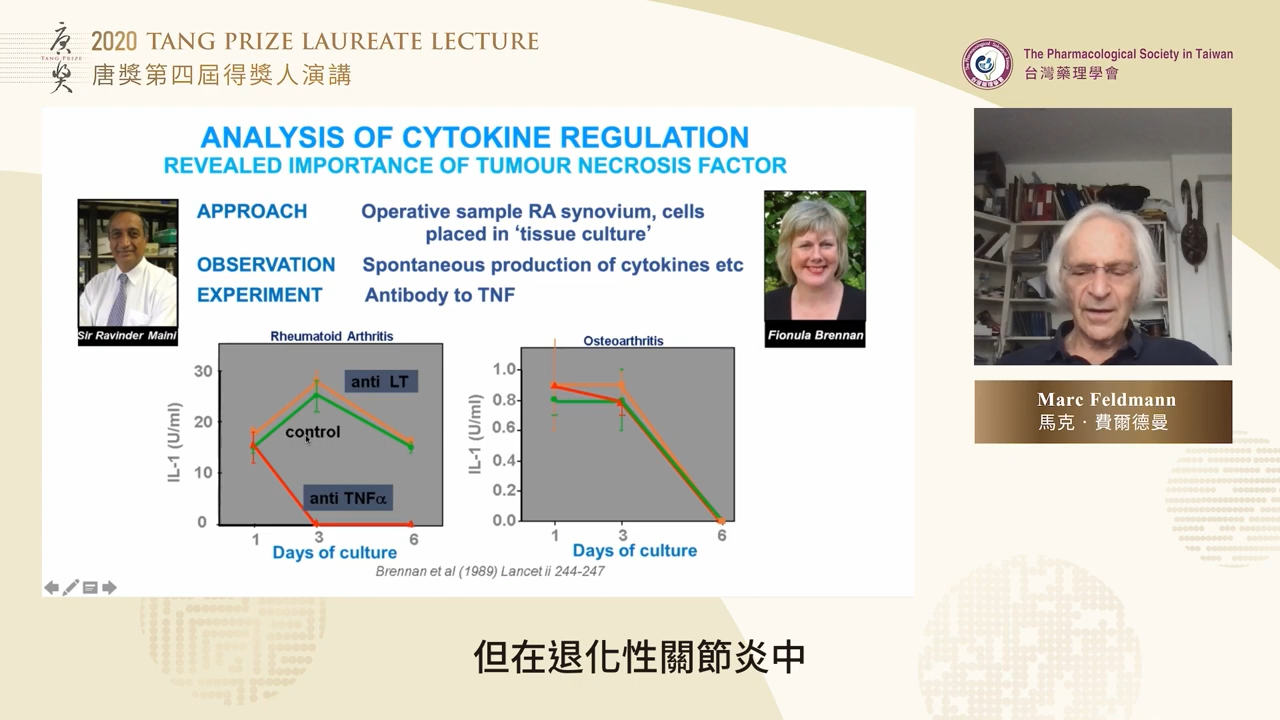 唐獎
TANG PRIZE
2020 TANG PRIZE LAUREATE LECTURE
唐獎第四屆得獎人演講
The Pharmacological Society in Taiwan
台灣藥理學會
ANALYSIS OF CYTOKINE REGULATION
REVEALED IMPORTANCE OF TUMOUR NECROSIS FACTOR
APPROACH Operative sample RA synovium, cells
placed in ‘tissue culture’
OBSERVATION Spontaneous production of cytokines etc
EXPERIMENT Antibody to TNF
Sir Ravinder Maini
Fionula Brennan
Rheumatoid Arthritis
IL-1 (U/ml)
30
20
10
0
anti LT
control
anti TNFα
1 3 6
Days of culture
Osteoarthritis
IL-1 (U/ml)
1.0
0.8
0.6
0.4
0.2
0.0
1 3 6
Days of culture
Brennan et al (1989) Lancet ii 244-247
Marc Feldmann
馬克．費爾德曼
但在退化性關節炎中